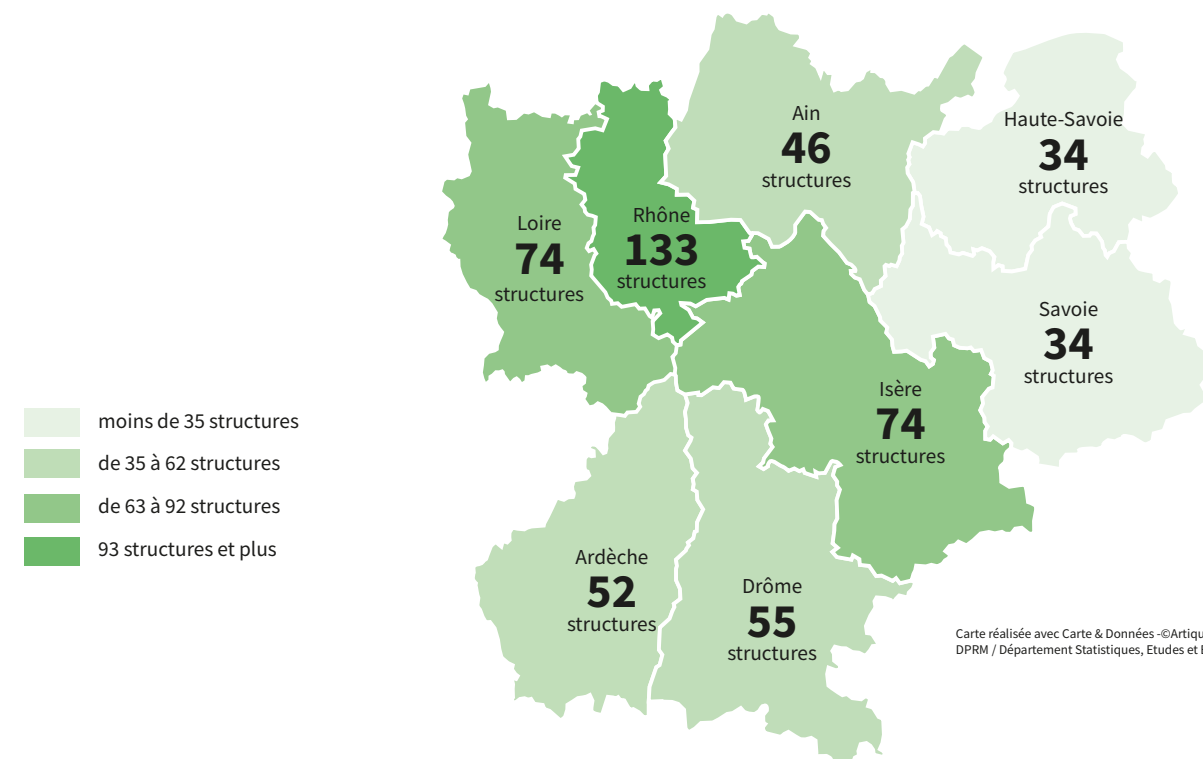 Ain
46
structures
Haute-Savoie
34
structures
Loire
74
structures
Rhône
133
structures
Savoie
34
structures
Isère
74
structures
moins de 35 structures
de 35 à 62 structures
de 63 à 92 structures
93 structures et plus
Ardèche
52
structures
Drôme
55
structures
Carte réalisée avec Carte & Données -©Artiqu
DPRM / Département Statistiques, Etudes et